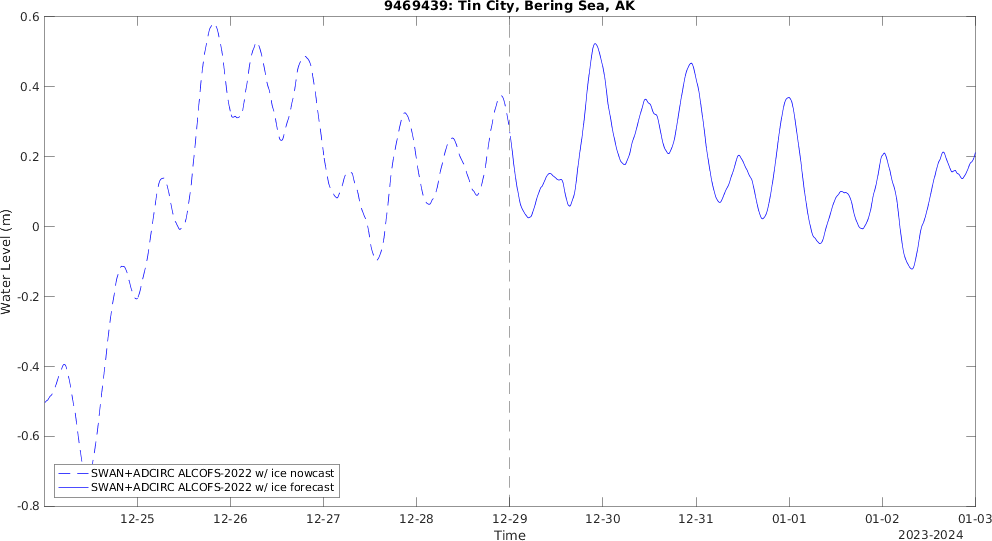 9469439: Tin City, Bering Sea, AK
0.6
0.4
0.2
0
-0.2
-0.4
-0.6
-0.8
Water Level (m)
SWAN+ADCIRC ALCOFS-2022 w/ ice nowcast
SWAN+ADCIRC ALCOFS-2022 w/ ice forecast
12-25 12-26 12-27 12-28 12-29 12-30 12-31 01-01 01-02 01-03
Time
2023-2024